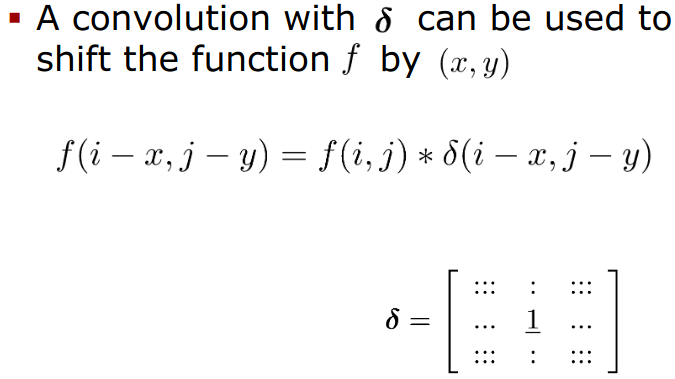 ▪ A convolution with δ can be used to
shift the function f by (x, y)
f(i − x, j − y) = f(i, j) ∗ δ(i − x, j − y)
δ = [ ::: : :::
... 1 ...
::: : ::: ]